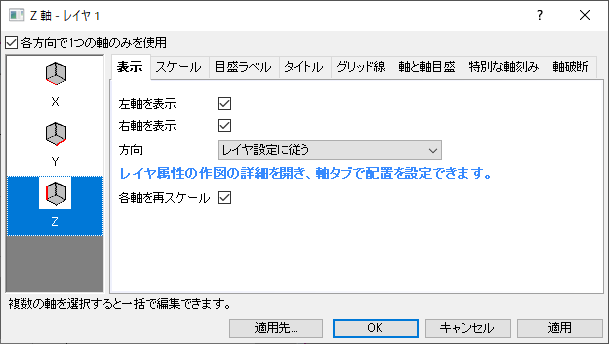 Z 軸 - レイヤ 1
各方向で1つの軸のみを使用
表示 スケール 目盛ラベル タイトル グリッド線 軸と軸目盛 特別な軸刻み 軸破断
X
Y
Z
左軸を表示
右軸を表示
方向 レイヤ設定に従う
レイヤ属性の作図の詳細を開き、軸タブで配置を設定できます。
各軸を再スケール
複数の軸を選択すると一括で編集できます。
適用先... OK キャンセル 適用